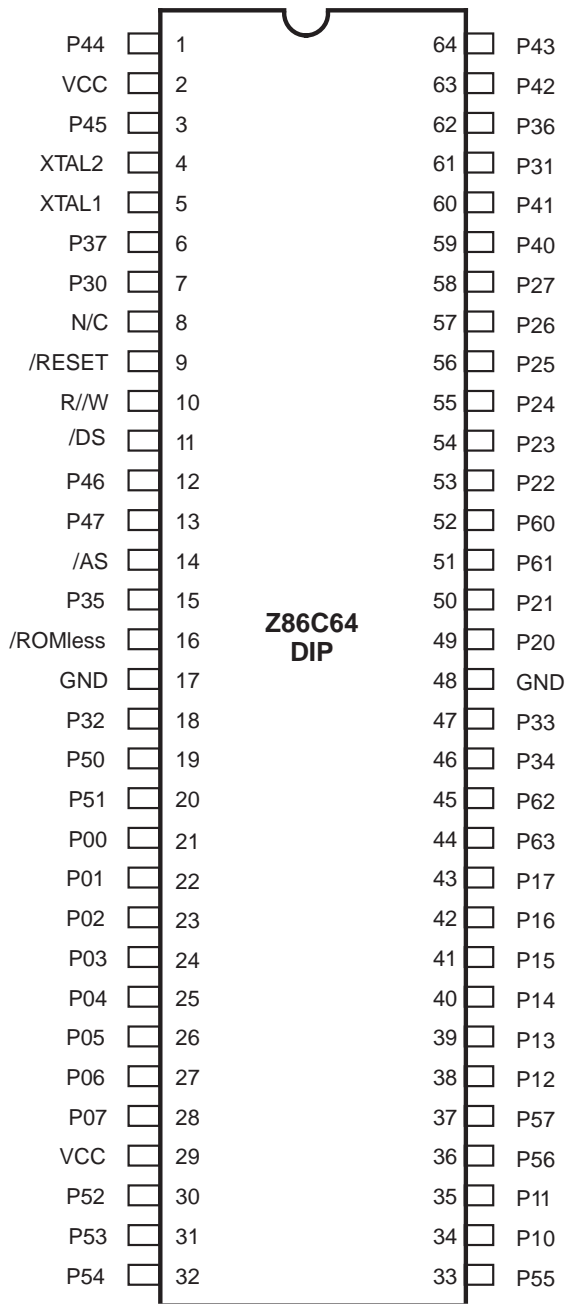 P44 1 64 P43
VCC 2 63 P42
P45 3 62 P36
XTAL2 4 61 P31
XTAL1 5 60 P41
P37 6 59 P40
P30 7 58 P27
N/C 8 57 P26
/RESET 9 56 P25
R//W 10 55 P24
/DS 11 54 P23
P46 12 53 P22
P47 13 52 P60
/AS 14 51 P61
P35 15 50 P21
Z86C64
/ROMless 16 49 P20
DIP
GND 17 48 GND
P32 18 47 P33
P50 19 46 P34
P51 20 45 P62
P00 21 44 P63
P01 22 43 P17
P02 23 42 P16
P03 24 41 P15
P04 25 40 P14
P05 26 39 P13
P06 27 38 P12
P07 28 37 P57
VCC 29 36 P56
P52 30 35 P11
P53 31 34 P10
P54 32 33 P55